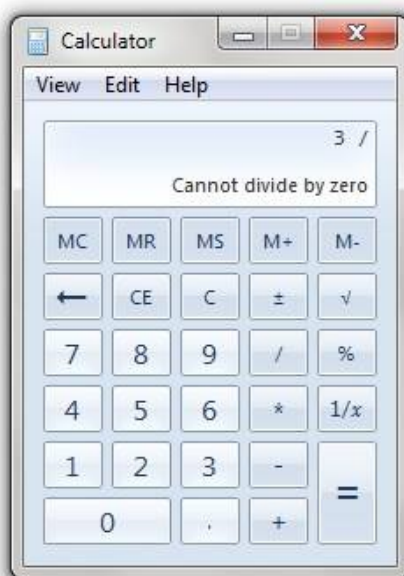 Calculator
View Edit Help
3 /
Cannot divide by zero
MC MR MS M+ M-
← CE C ± √
7 8 9 / %
4 5 6 * 1/x
1 2 3 - =
0 . +